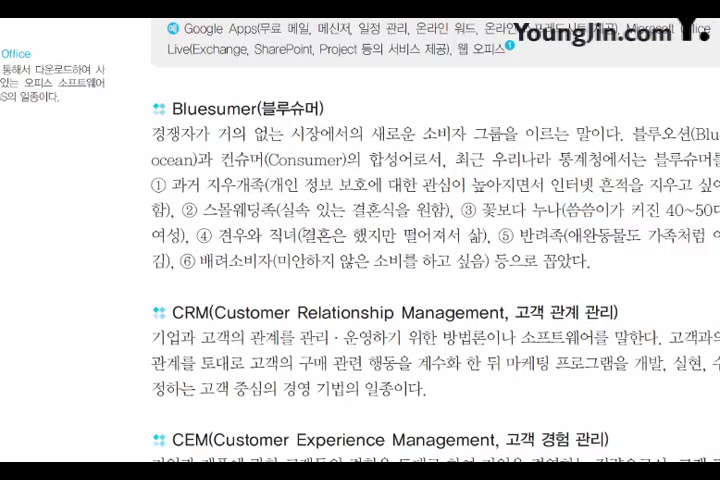 예 Google Apps(무료 메일, 메신저, 일정 관리, 온라인 워드, 온라인 스프레드시트 제공), Microsoft Office
YoungJin.com Y.
Live(Exchange, SharePoint, Project 등의 서비스 제공), 웹 오피스 1
Office
통해서 다운로드하여 사
있는 오피스 소프트웨어
의 일종이다.
Bluesumer(블루슈머)
경쟁자가 거의 없는 시장에서의 새로운 소비자 그룹을 이르는 말이다. 블루오션(Blu
ocean)과 컨슈머(Consumer)의 합성어로서, 최근 우리나라 통계청에서는 블루슈머를
① 과거 지우개족(개인 정보 보호에 대한 관심이 높아지면서 인터넷 흔적을 지우고 싶어
함), ② 스몰웨딩족(실속 있는 결혼식을 원함), ③ 꽃보다 누나(씀씀이가 커진 40~50대
여성), ④ 견우와 직녀(결혼은 했지만 떨어져서 삶), ⑤ 반려족(애완동물도 가족처럼 여
김), ⑥ 배려소비자(미안하지 않은 소비를 하고 싶음) 등으로 꼽았다.
CRM(Customer Relationship Management, 고객 관계 관리)
기업과 고객의 관계를 관리·운영하기 위한 방법론이나 소프트웨어를 말한다. 고객과의
관계를 토대로 고객의 구매 관련 행동을 계수화 한 뒤 마케팅 프로그램을 개발, 실현, 수
정하는 고객 중심의 경영 기법의 일종이다.
CEM(Customer Experience Management, 고객 경험 관리)